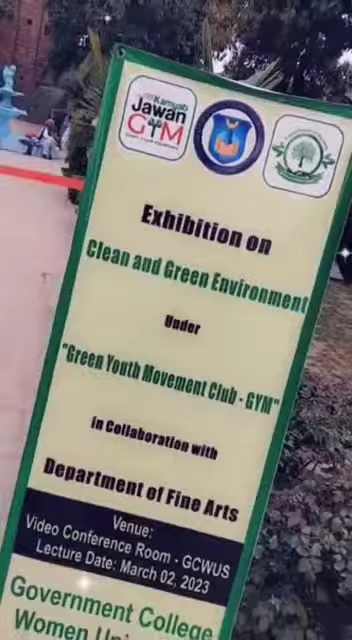 Kamyab
Jawan
GYM
Exhibition on
Clean and Green Environment
Under
"Green Youth Movement Club - GYM"
in Collaboration with
Department of Fine Arts
Venue:
Video Conference Room - GCWUS
Lecture Date: March 02, 2023
Government College
Women